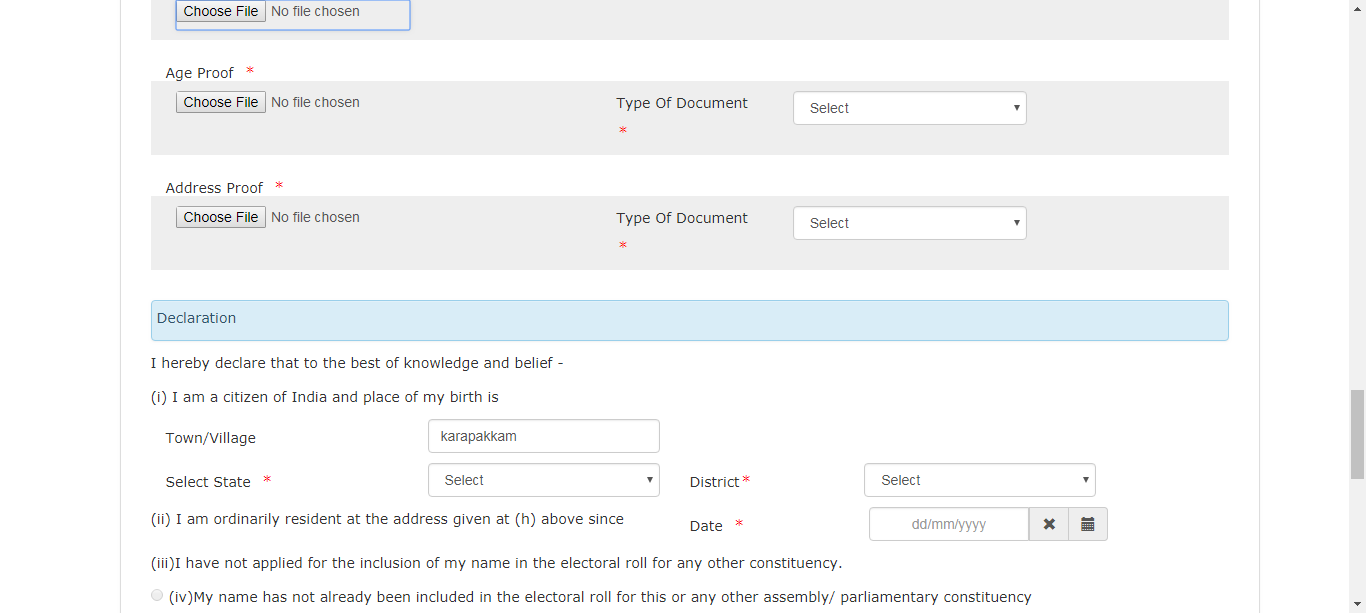 Choose File No file chosen
Age Proof *
Choose File No file chosen Type Of Document Select
*
Address Proof *
Choose File No file chosen Type Of Document Select
*
Declaration
I hereby declare that to the best of knowledge and belief -
(i) I am a citizen of India and place of my birth is
Town/Village karapakkam
Select State * Select District* Select
(ii) I am ordinarily resident at the address given at (h) above since Date * dd/mm/yyyy
(iii)I have not applied for the inclusion of my name in the electoral roll for any other constituency.
(iv)My name has not already been included in the electoral roll for this or any other assembly/ parliamentary constituency